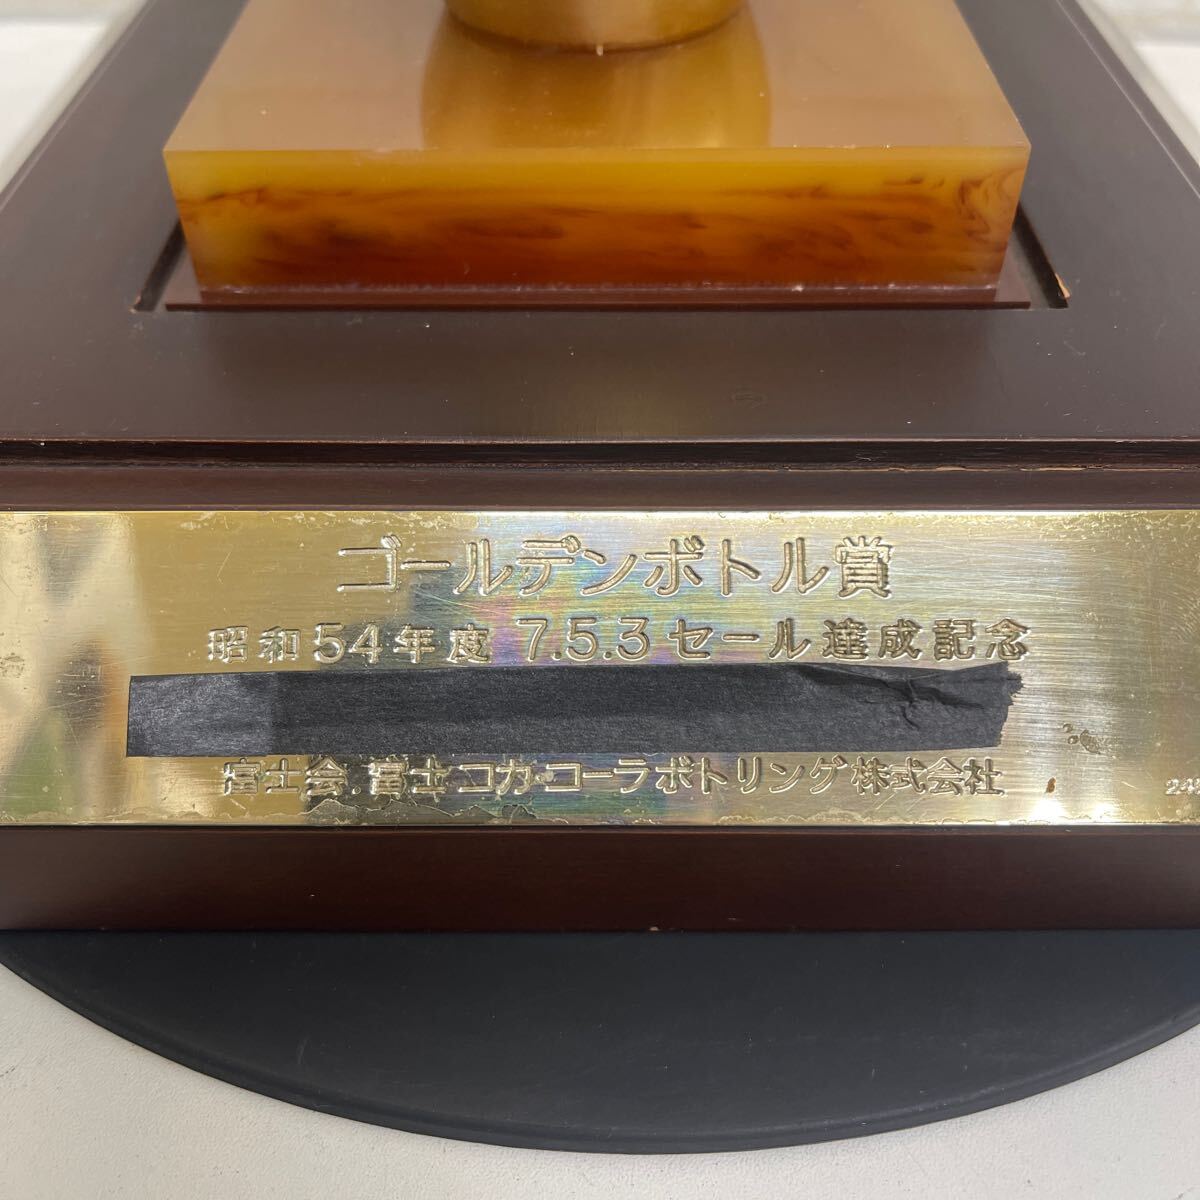 ゴールデンボトル賞
昭和54年度 7.5.3セール達成記念
富士会.富士コカ・コーラボトリング株式会社